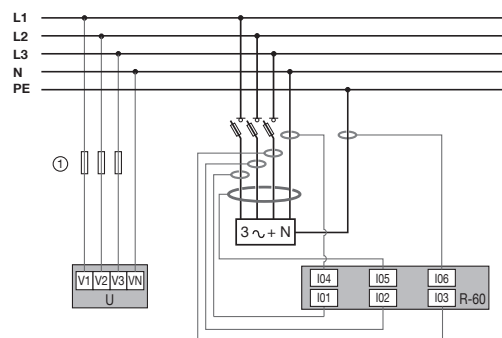 L1
L2
L3
N
PE
①
3 ∿ + N
V1 V2 V3 VN
U
I04 I05 I06
I01 I02 I03
R-60